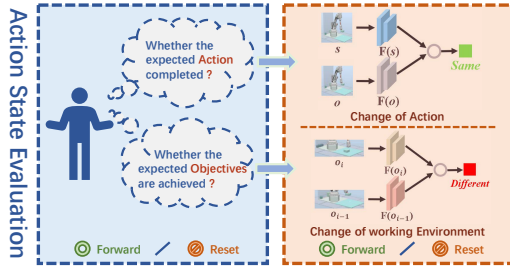 Action State Evaluation
Whether the
expected Action
completed ?
Whether the
expected Objectives
are achieved ?
Forward
Reset
s
F(s)
o
F(o)
Same
Change of Action
o_i
F(o_i)
o_{i-1}
F(o_{i-1})
Different
Change of working Environment
Forward
Reset